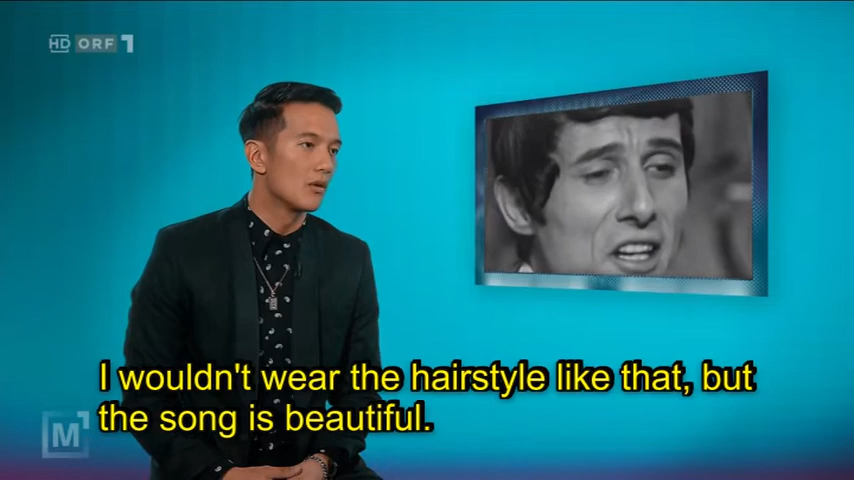 HD ORF 1
I wouldn't wear the hairstyle like that, but
the song is beautiful.
M